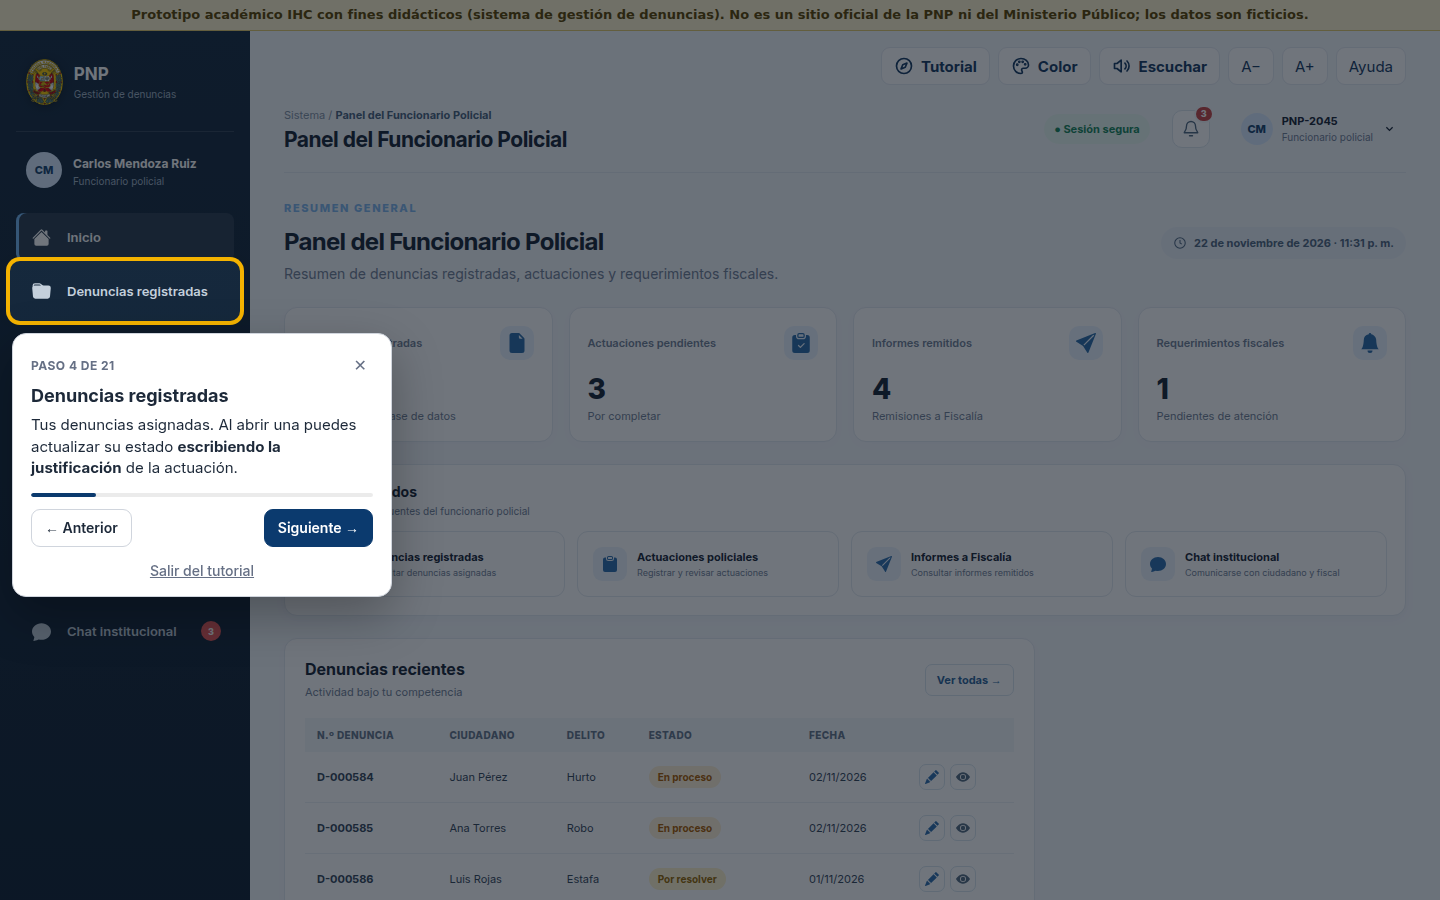 Prototipo académico IHC con fines didácticos (sistema de gestión de denuncias). No es un sitio oficial de la PNP ni del Ministerio Público; los datos son ficticios.
PNP
Gestión de denuncias
Carlos Mendoza Ruiz
CM
Funcionario policial
Inicio
Denuncias registradas
PASO 4 DE 21
×
Denuncias registradas
Tus denuncias asignadas. Al abrir una puedes
actualizar su estado escribiendo la
justificación de la actuación.
← Anterior
Siguiente →
Salir del tutorial
Chat institucional
3
Tutorial
Color
Escuchar
A−
A+
Ayuda
Sistema / Panel del Funcionario Policial
Panel del Funcionario Policial
● Sesión segura
3
CM
PNP-2045
Funcionario policial
RESUMEN GENERAL
Panel del Funcionario Policial
22 de noviembre de 2026 · 11:31 p. m.
Resumen de denuncias registradas, actuaciones y requerimientos fiscales.
Actuaciones pendientes
3
Por completar
Informes remitidos
4
Remisiones a Fiscalía
Requerimientos fiscales
1
Pendientes de atención
del funcionario policial
Actuaciones policiales
Registrar y revisar actuaciones
Informes a Fiscalía
Consultar informes remitidos
Chat institucional
Comunicarse con ciudadano y fiscal
registradas
denuncias asignadas
de datos
Denuncias recientes
Actividad bajo tu competencia
Ver todas →
N.º DENUNCIA CIUDADANO DELITO ESTADO FECHA
D-000584 Juan Pérez Hurto En proceso 02/11/2026
D-000585 Ana Torres Robo En proceso 02/11/2026
D-000586 Luis Rojas Estafa Por resolver 01/11/2026